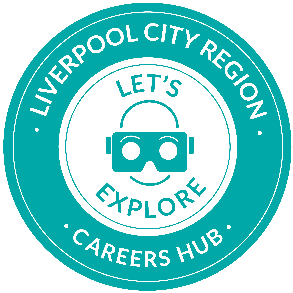 LIVERPOOL CITY REGION
LET'S
EXPLORE
CAREERS HUB